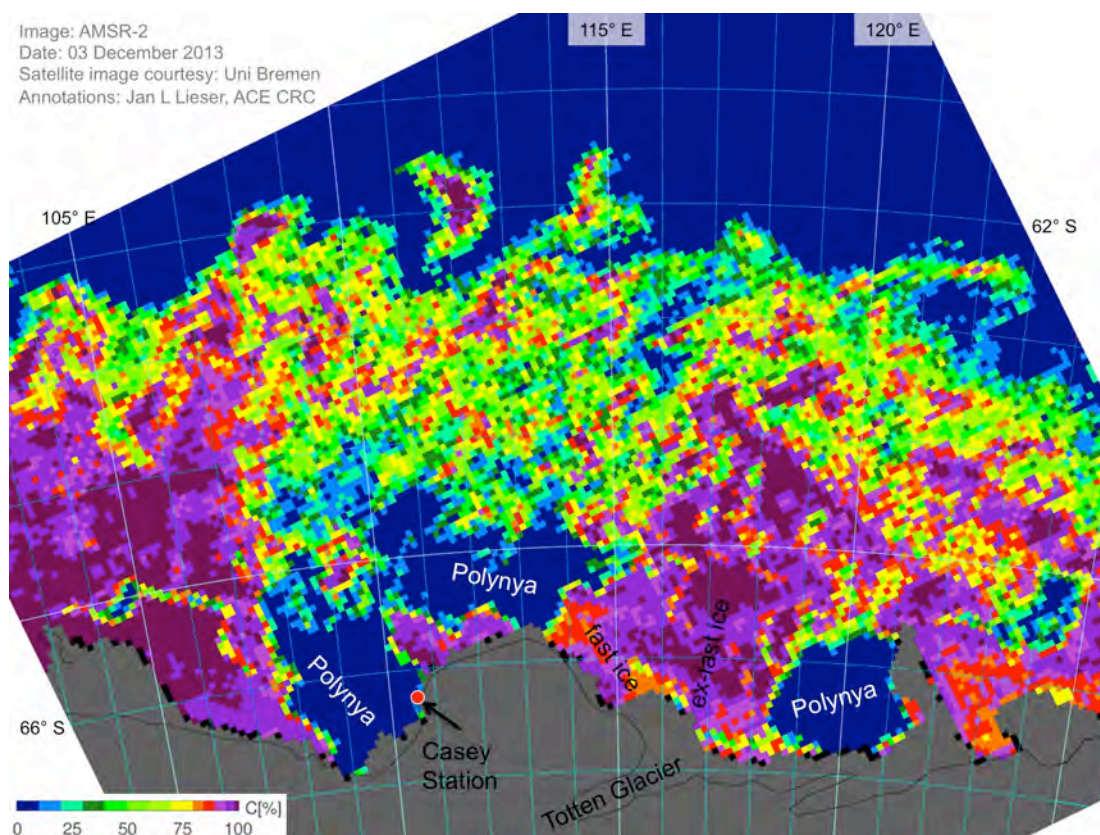 Image: AMSR-2
Date: 03 December 2013
Satellite image courtesy: Uni Bremen
Annotations: Jan L Lieser, ACE CRC
115° E
120° E
105° E
62° S
Polynya
fast ice
ex-fast ice
Polynya
Polynya
66° S
Casey
Station
Totten Glacier
C[%]
0 25 50 75 100